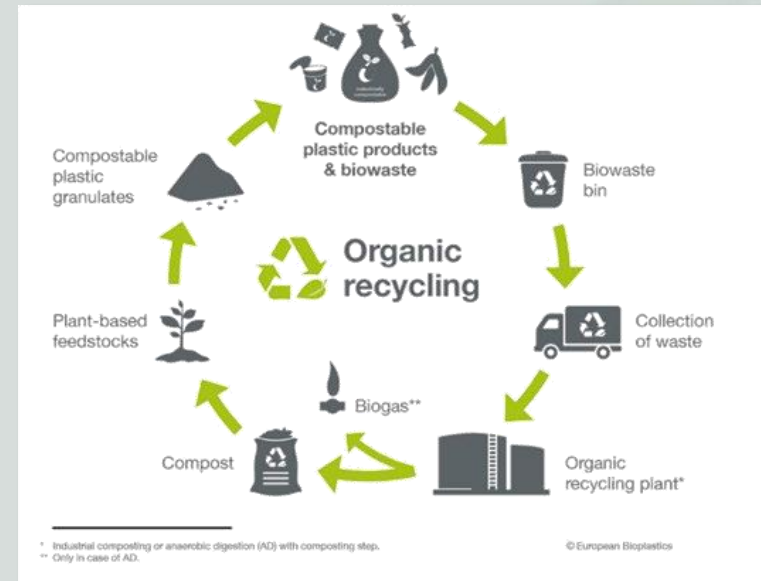 industrially
compostable
Compostable
plastic products
& biowaste
Biowaste
bin
Collection
of waste
Organic
recycling plant*
Biogas**
Compost
Plant-based
feedstocks
Compostable
plastic
granulates
Organic
recycling
* Industrial composting or anaerobic digestion (AD) with composting step.
** Only in case of AD.
© European Bioplastics